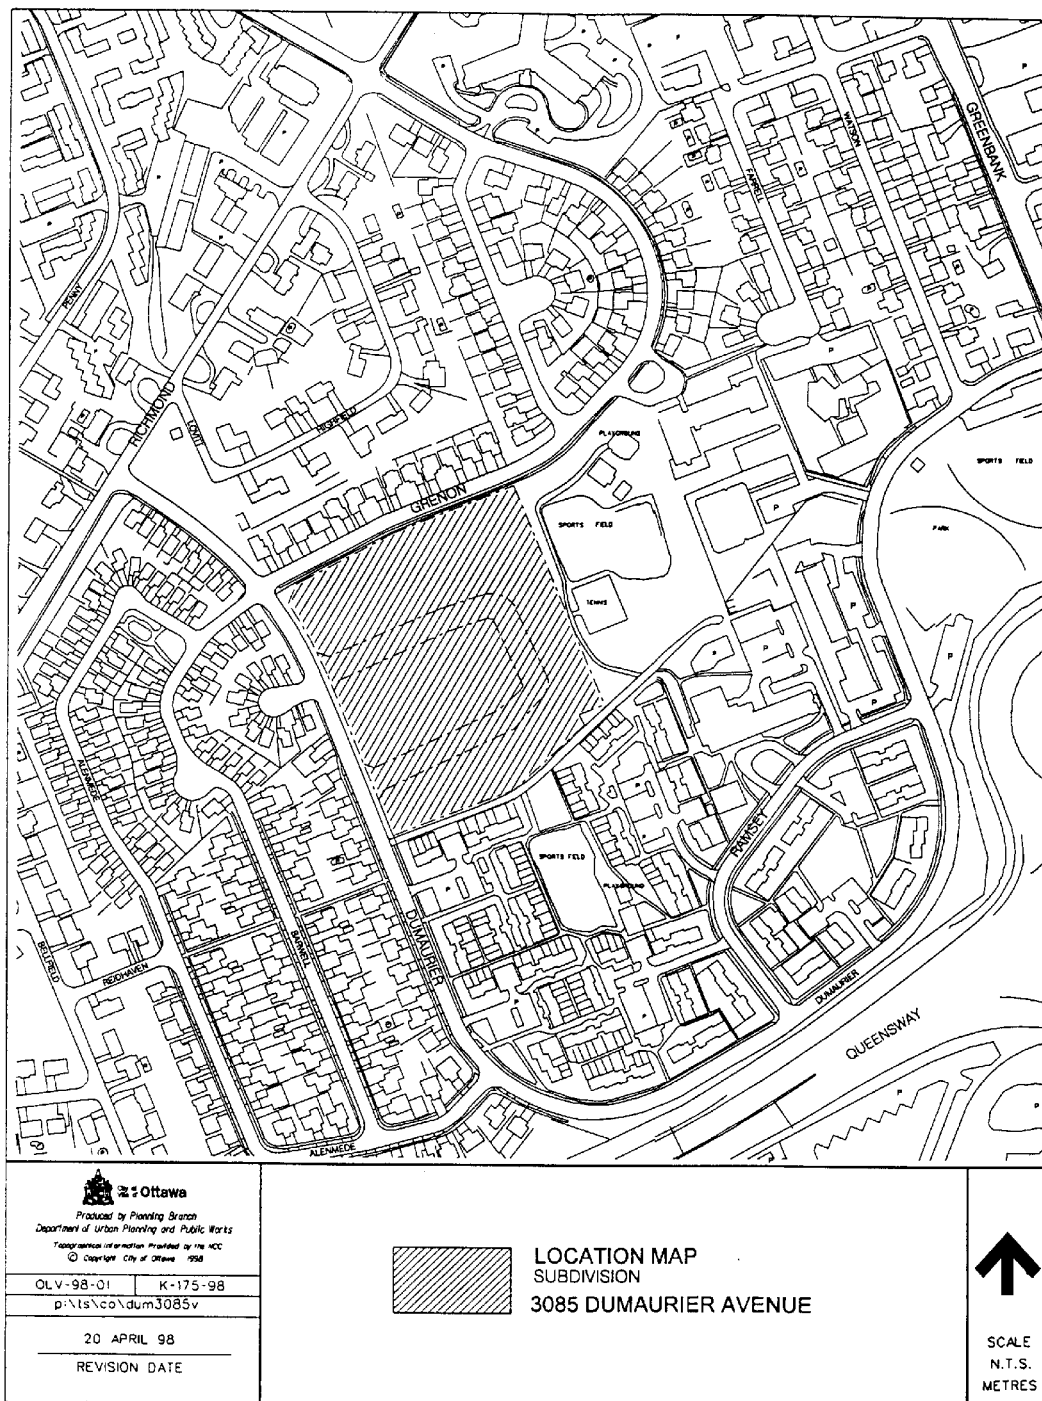 GREENBANK
WATSON
FARREL
PENNY
RICHMOND
LOVITT
HIGHFIELD
GRENON
PLAYGROUND
SPORTS FIELD
TENNIS
SPORTS FIELD
PARK
P
P
P
P
P
P
ALENMEDE
BELLFIELD
REIDHAVEN
BARWELL
DUMAURIER
SPORTS FIELD
PLAYGROUND
RAMSEY
DUMAURIER
QUEENSWAY
ALENMEDE
Ottawa
Produced by Planning Branch
Department of Urban Planning and Public Works
Topographical Information Provided by the NCC
© Copyright City of Ottawa 1998
OLV-98-01 K-175-98
p:\ts\co\dum3085v
20 APRIL 98
REVISION DATE
LOCATION MAP
SUBDIVISION
3085 DUMAURIER AVENUE
SCALE
N.T.S.
METRES